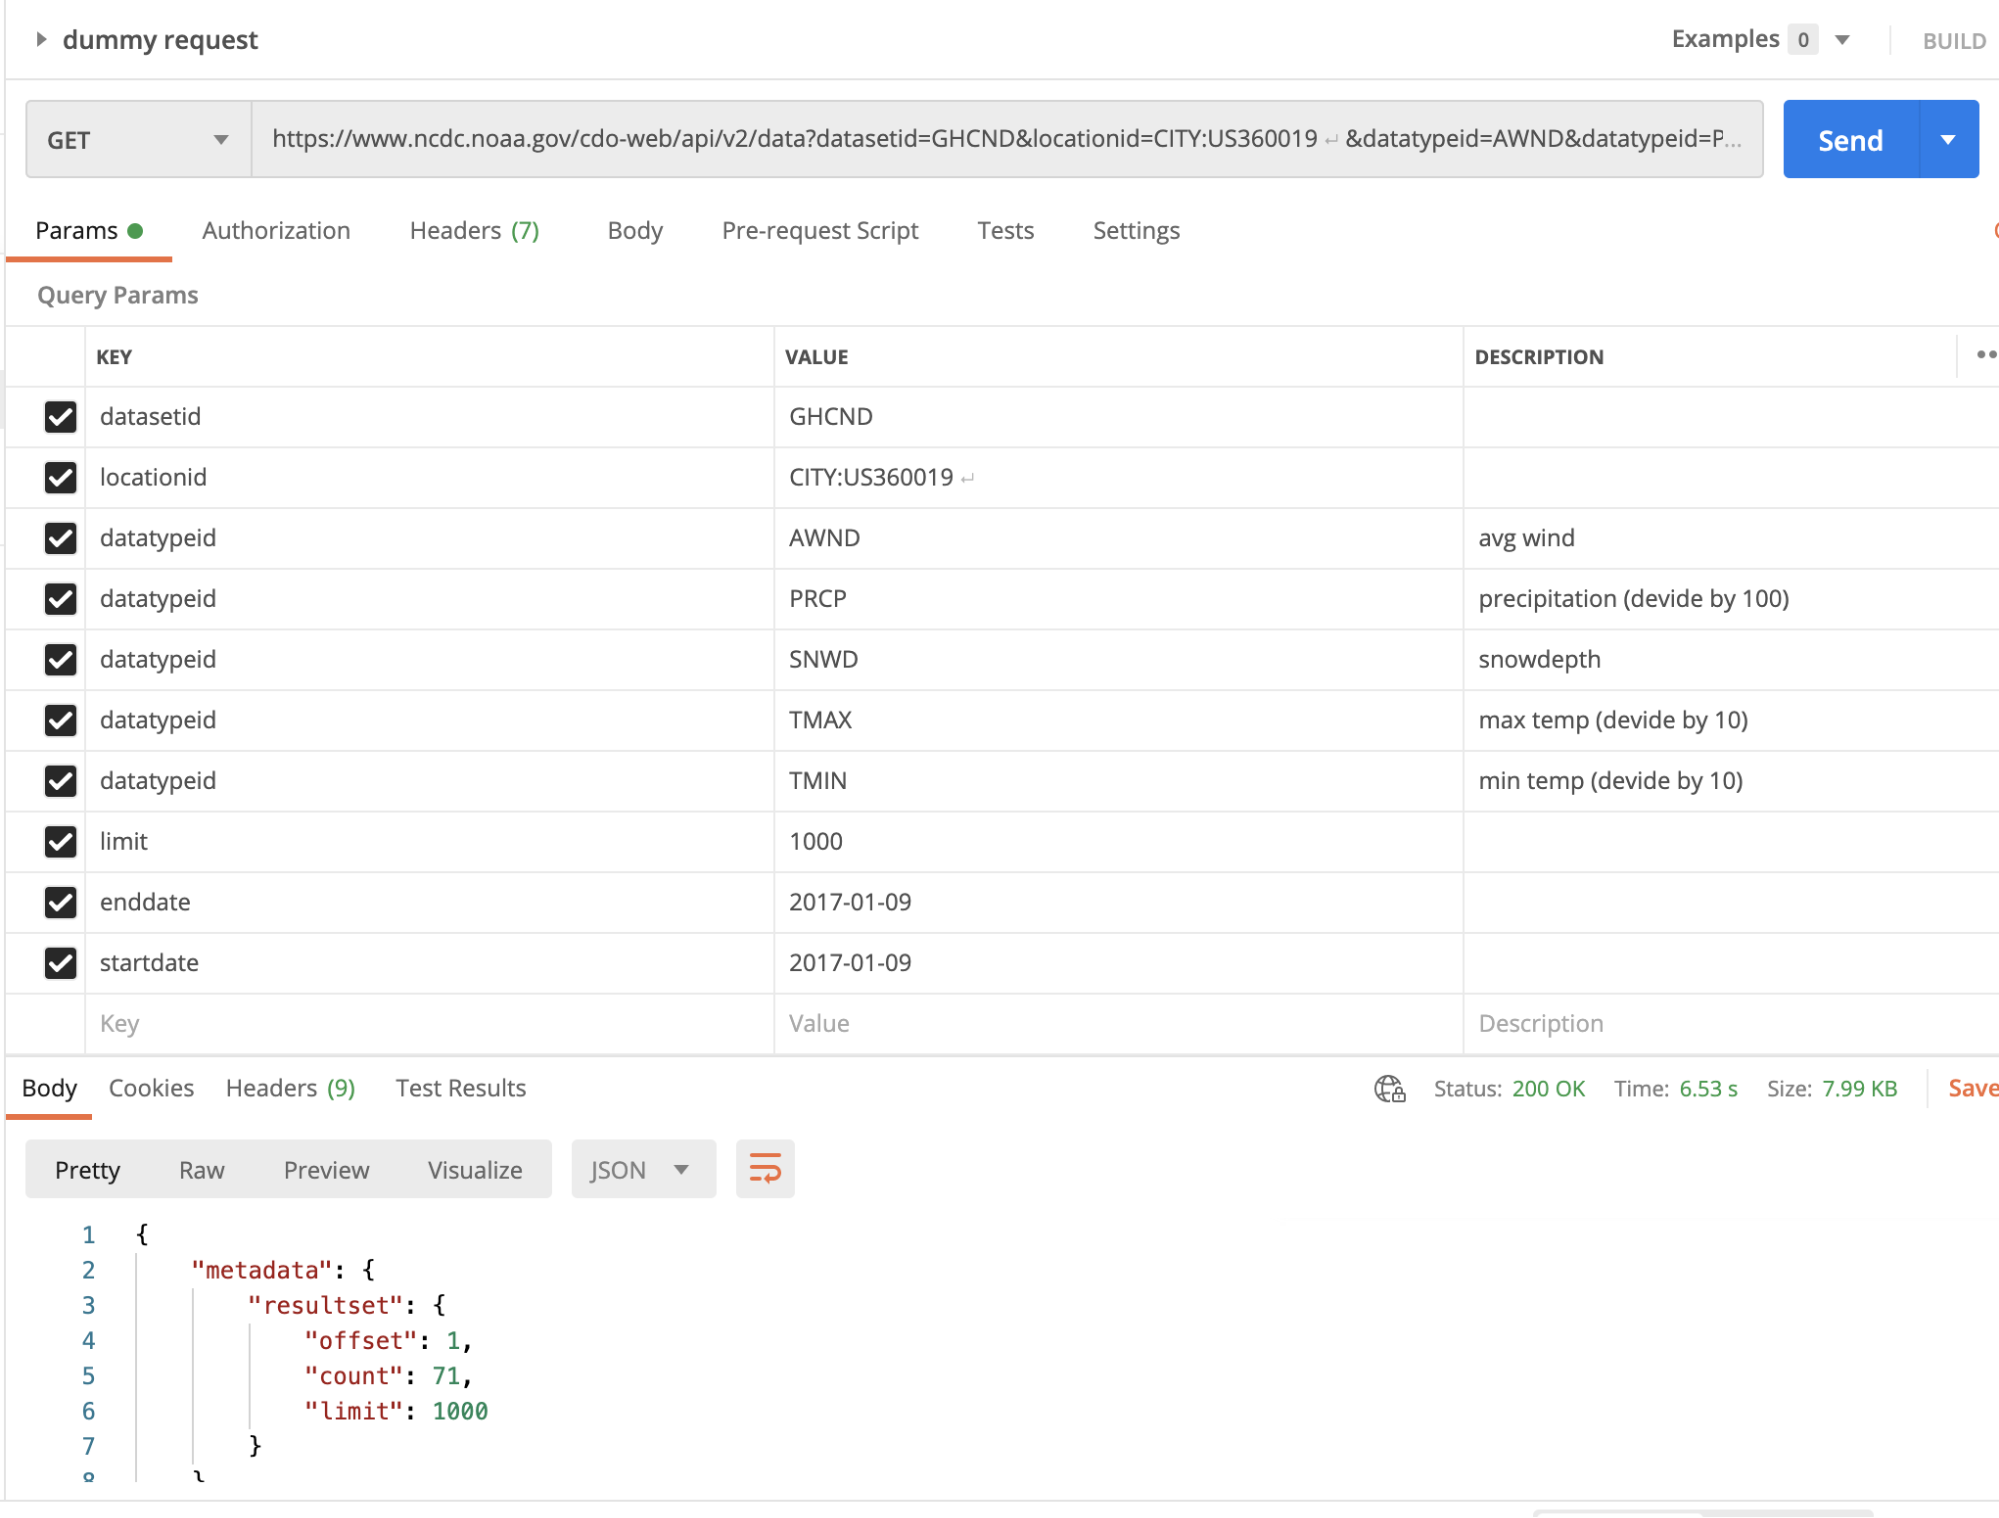 dummy request
Examples 0
BUILD
GET
https://www.ncdc.noaa.gov/cdo-web/api/v2/data?datasetid=GHCND&locationid=CITY:US360019 ↵ &datatypeid=AWND&datatypeid=P...
Send
Params Authorization Headers (7) Body Pre-request Script Tests Settings
Query Params
KEY VALUE DESCRIPTION
datasetid GHCND
locationid CITY:US360019 ↵
datatypeid AWND avg wind
datatypeid PRCP precipitation (devide by 100)
datatypeid SNWD snowdepth
datatypeid TMAX max temp (devide by 10)
datatypeid TMIN min temp (devide by 10)
limit 1000
enddate 2017-01-09
startdate 2017-01-09
Key Value Description
Body Cookies Headers (9) Test Results Status: 200 OK Time: 6.53 s Size: 7.99 KB Save
Pretty Raw Preview Visualize JSON
1 {
2 "metadata": {
3 "resultset": {
4 "offset": 1,
5 "count": 71,
6 "limit": 1000
7 }
8 }